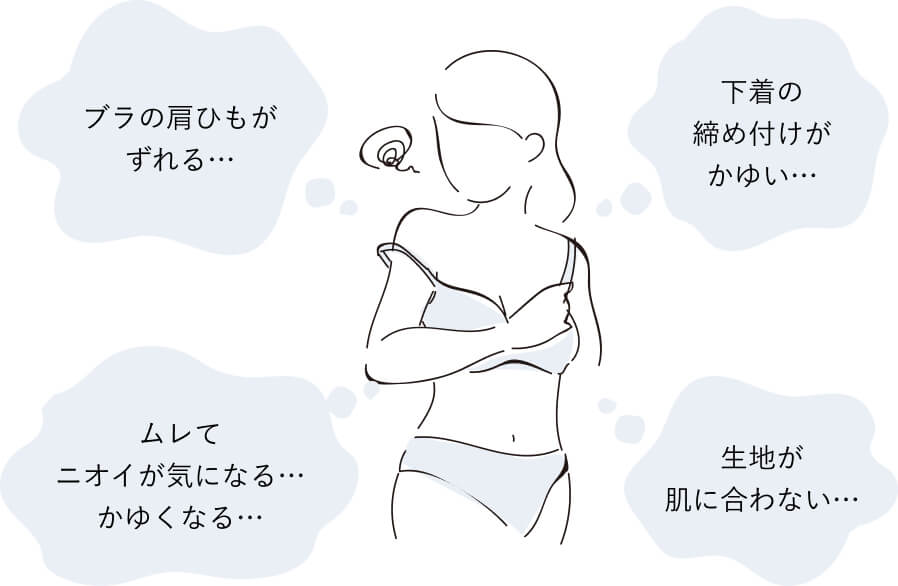 ブラの肩ひもが
ずれる…
下着の
締め付けが
かゆい…
ムレて
ニオイが気になる…
かゆくなる…
生地が
肌に合わない…